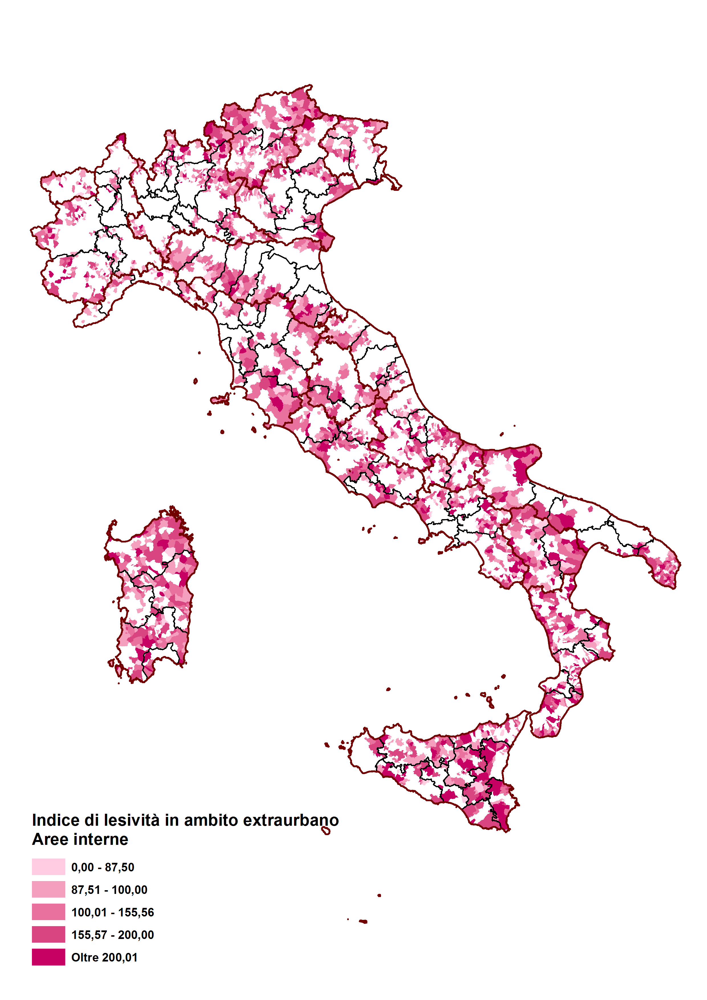 Indice di lesività in ambito extraurbano
Aree interne
0,00 - 87,50
87,51 - 100,00
100,01 - 155,56
155,57 - 200,00
Oltre 200,01